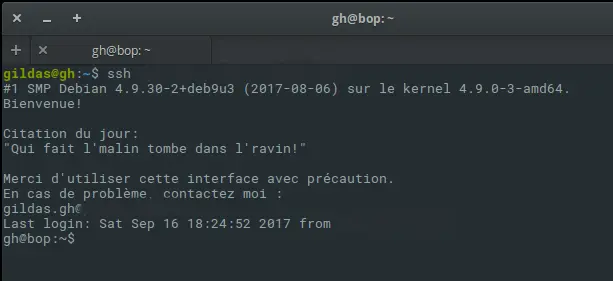 gh@bop: ~
gh@bop: ~
gildas@gh:~$ ssh
#1 SMP Debian 4.9.30-2+deb9u3 (2017-08-06) sur le kernel 4.9.0-3-amd64.
Bienvenue!
Citation du jour:
"Qui fait l'malin tombe dans l'ravin!"
Merci d'utiliser cette interface avec précaution.
En cas de problème, contactez moi :
gildas.gh@
Last login: Sat Sep 16 18:24:52 2017 from
gh@bop:~$